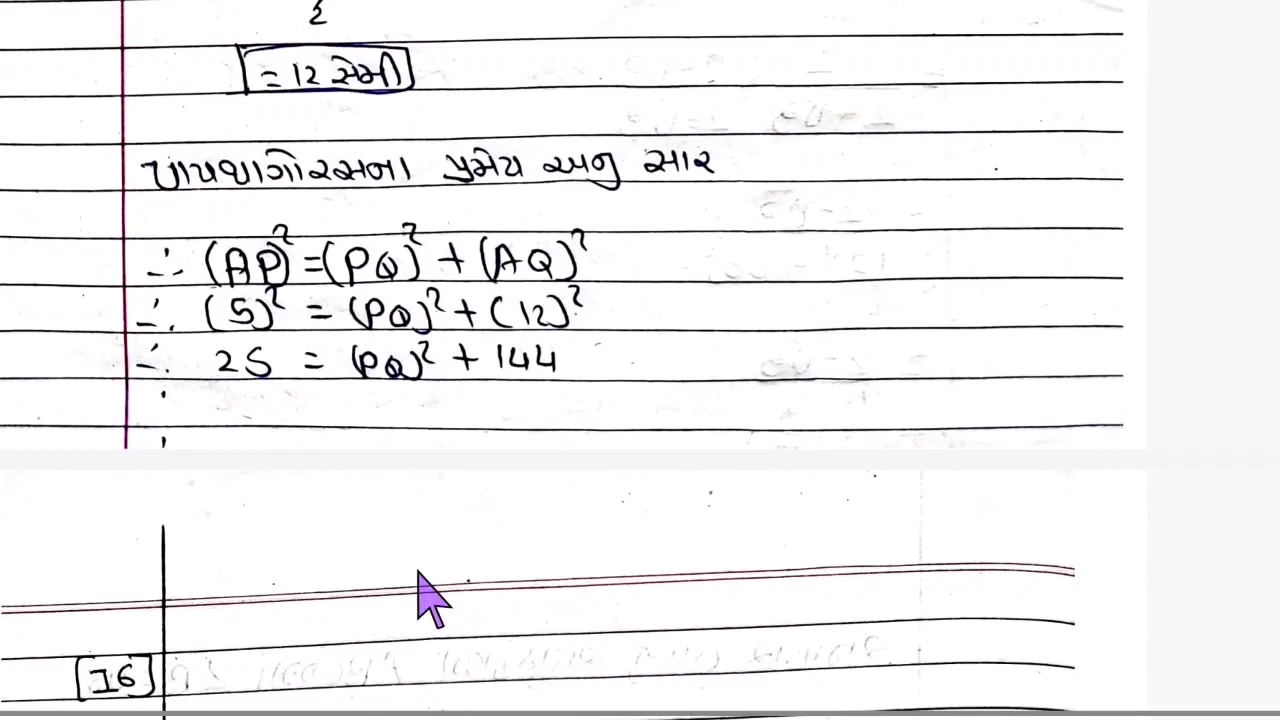 2
= 12 સેમી
પાયથાગોરસના પ્રમેય અનુ સાર
∴ (AP)² = (PQ)² + (AQ)²
∴ (5)² = (PQ)² + (12)²
∴ 25 = (PQ)² + 144
16